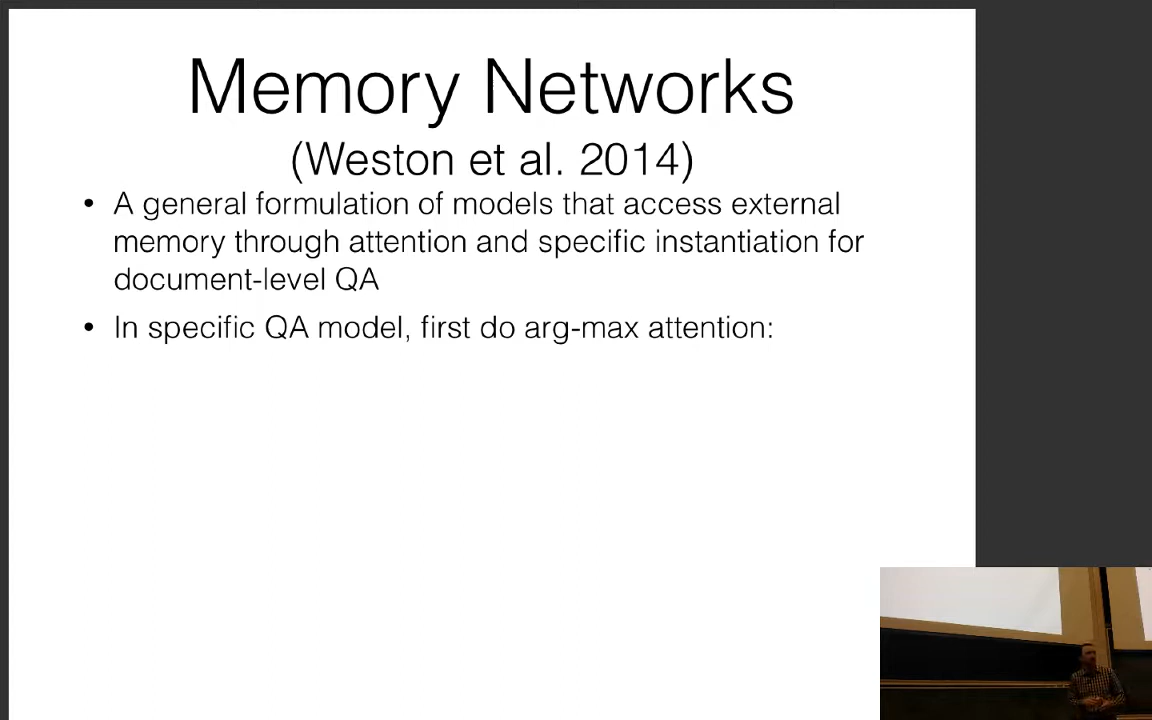 Memory Networks
(Weston et al. 2014)
• A general formulation of models that access external
memory through attention and specific instantiation for
document-level QA
• In specific QA model, first do arg-max attention: